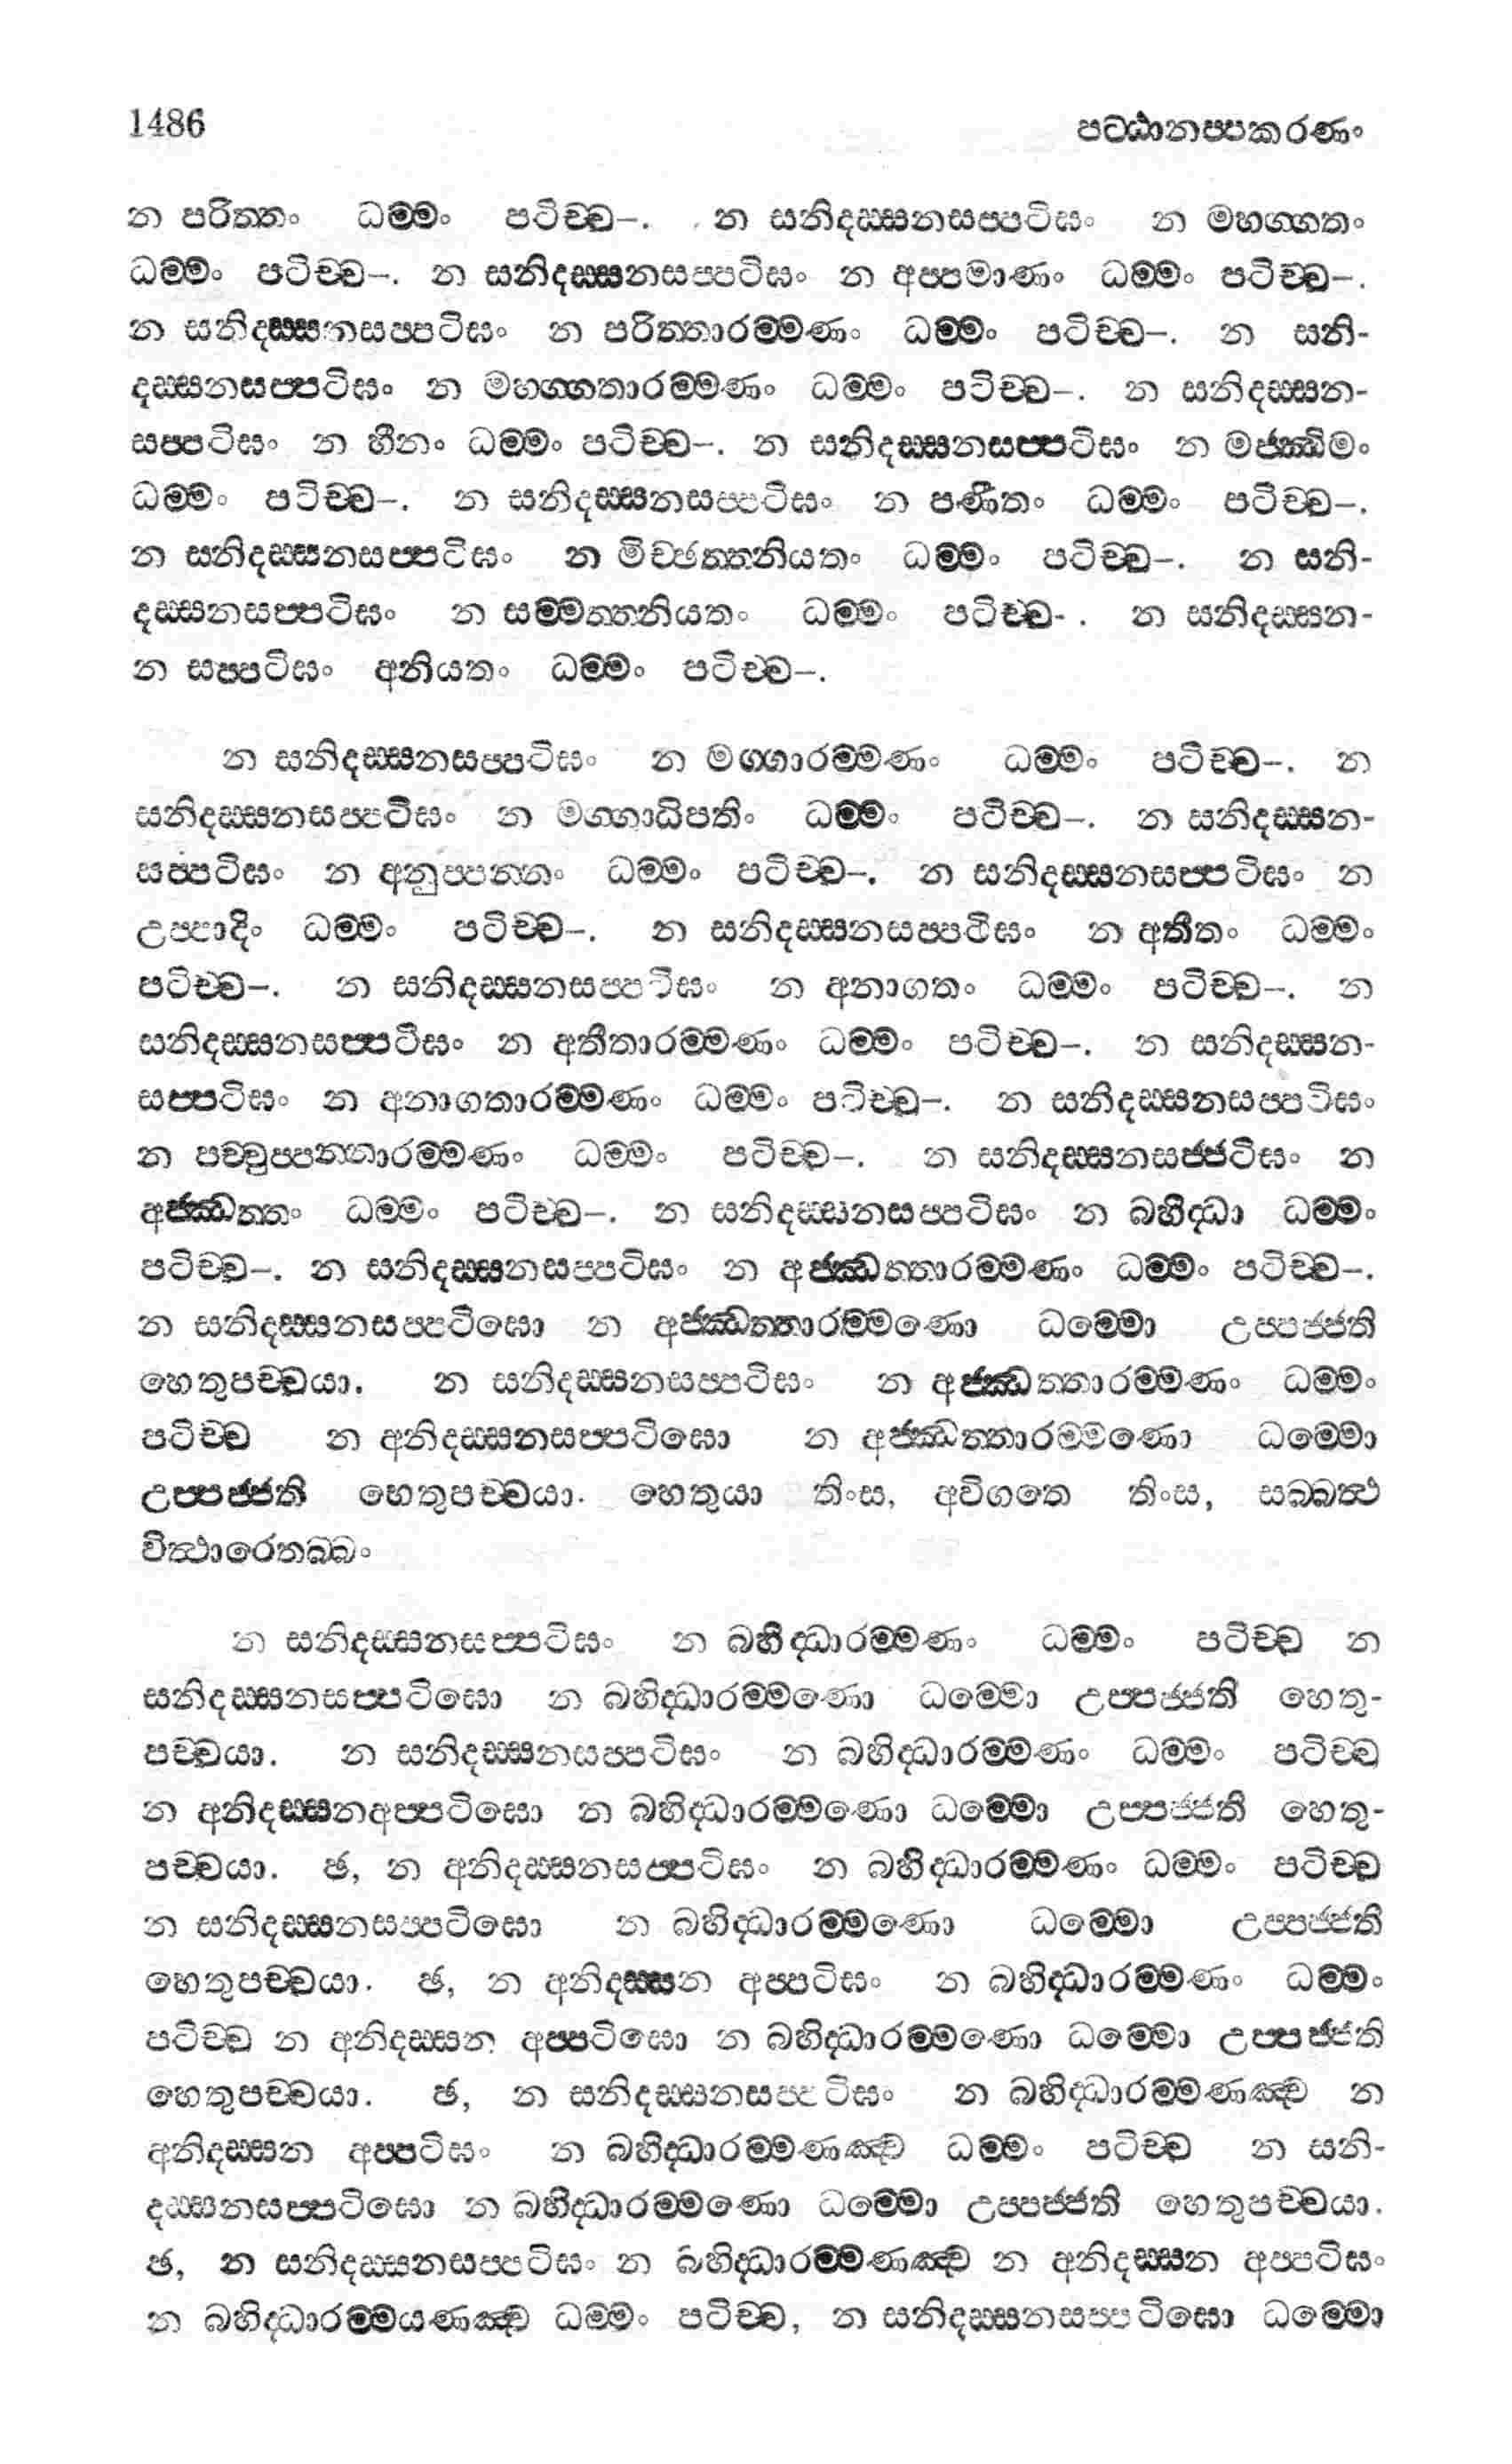 1486 පට්ඨානප්පකරණං
න පරිත්තං ධම්මං පටිච්ච–. න සනිදස්සනසප්පටිඝං න මහග්ගතං
ධම්මං පටිච්ච–. න සනිදස්සනසප්පටිඝං න අප්පමාණං ධම්මං පටිච්ච–.
න සනිදස්සනසප්පටිඝං න පරිත්තාරම්මණං ධම්මං පටිච්ච–. න සනි-
දස්සනසප්පටිඝං න මහග්ගතාරම්මණං ධම්මං පටිච්ච–. න සනිදස්සන-
සප්පටිඝං න හීනං ධම්මං පටිච්ච–. න සනිදස්සනසප්පටිඝං න මජ්ඣිමං
ධම්මං පටිච්ච–. න සනිදස්සනසප්පටිඝං න පණීතං ධම්මං පටිච්ච–.
න සනිදස්සනසප්පටිඝං න මිච්ඡත්තනියතං ධම්මං පටිච්ච–. න සනි-
දස්සනසප්පටිඝං න සම්මත්තනියතං ධම්මං පටිච්ච-. න සනිදස්සන-
න සප්පටිඝං අනියතං ධම්මං පටිච්ච–.
න සනිදස්සනසප්පටිඝං න මග්ගාරම්මණං ධම්මං පටිච්ච–. න
සනිදස්සනසප්පටිඝං න මග්ගාධිපතිං ධම්මං පටිච්ච–. න සනිදස්සන-
සප්පටිඝං න අනුප්පන්නං ධම්මං පටිච්ච–. න සනිදස්සනසප්පටිඝං න
උප්පාදිං ධම්මං පටිච්ච–. න සනිදස්සනසප්පටිඝං න අතීතං ධම්මං
පටිච්ච–. න සනිදස්සනසප්පටිඝං න අනාගතං ධම්මං පටිච්ච–. න
සනිදස්සනසප්පටිඝං න අතීතාරම්මණං ධම්මං පටිච්ච–. න සනිදස්සන-
සප්පටිඝං න අනාගතාරම්මණං ධම්මං පටිච්ච–. න සනිදස්සනසප්පටිඝං
න පච්චුප්පන්නාරම්මණං ධම්මං පටිච්ච–. න සනිදස්සනසජ්ජටිඝං න
අජ්ඣත්තං ධම්මං පටිච්ච–. න සනිදස්සනසප්පටිඝං න බහිද්ධා ධම්මං
පටිච්ච–. න සනිදස්සනසප්පටිඝං න අජ්ඣත්තාරම්මණං ධම්මං පටිච්ච–.
න සනිදස්සනසප්පටිඝො න අජ්ඣත්තාරම්මණො ධම්මො උප්පජ්ජති
හෙතුපච්චයා. න සනිදස්සනසප්පටිඝං න අජ්ඣත්තාරම්මණං ධම්මං
පටිච්ච න අනිදස්සනසප්පටිඝො න අජ්ඣත්තාරම්මණො ධම්මො
උප්පජ්ජති හෙතුපච්චයා. හෙතුයා තිංස, අවිගතෙ තිංස, සබ්බත්ථ
විත්ථාරෙතබ්බං
න සනිදස්සනසප්පටිඝං න බහිද්ධාරම්මණං ධම්මං පටිච්ච න
සනිදස්සනසප්පටිඝො න බහිද්ධාරම්මණො ධම්මො උප්පජ්ජති හෙතු-
පච්චයා. න සනිදස්සනසප්පටිඝං න බහිද්ධාරම්මණං ධම්මං පටිච්ච
න අනිදස්සනඅප්පටිඝො න බහිද්ධාරම්මණො ධම්මො උප්පජ්ජති හෙතු-
පච්චයා. ඡ, න අනිදස්සනසප්පටිඝං න බහිද්ධාරම්මණං ධම්මං පටිච්ච
න සනිදස්සනසප්පටිඝො න බහිද්ධාරම්මණො ධම්මො උප්පජ්ජති
හෙතුපච්චයා. ඡ, න අනිදස්සන අප්පටිඝං න බහිද්ධාරම්මණං ධම්මං
පටිච්ච න අනිදස්සන අප්පටිඝො න බහිද්ධාරම්මණො ධම්මො උප්පජ්ජති
හෙතුපච්චයා. ඡ, න සනිදස්සනසප්පටිඝං න බහිද්ධාරම්මණඤ්ච න
අනිදස්සන අප්පටිඝං න බහිද්ධාරම්මණඤ්ච ධම්මං පටිච්ච න සනි-
දස්සනසප්පටිඝො න බහිද්ධාරම්මණො ධම්මො උප්පජ්ජති හෙතුපච්චයා.
ඡ, න සනිදස්සනසප්පටිඝං න බහිද්ධාරම්මණඤ්ච න අනිදස්සන අප්පටිඝං
න බහිද්ධාරම්මයණඤ්ච ධම්මං පටිච්ච, න සනිදස්සනසප්පටිඝො ධම්මො